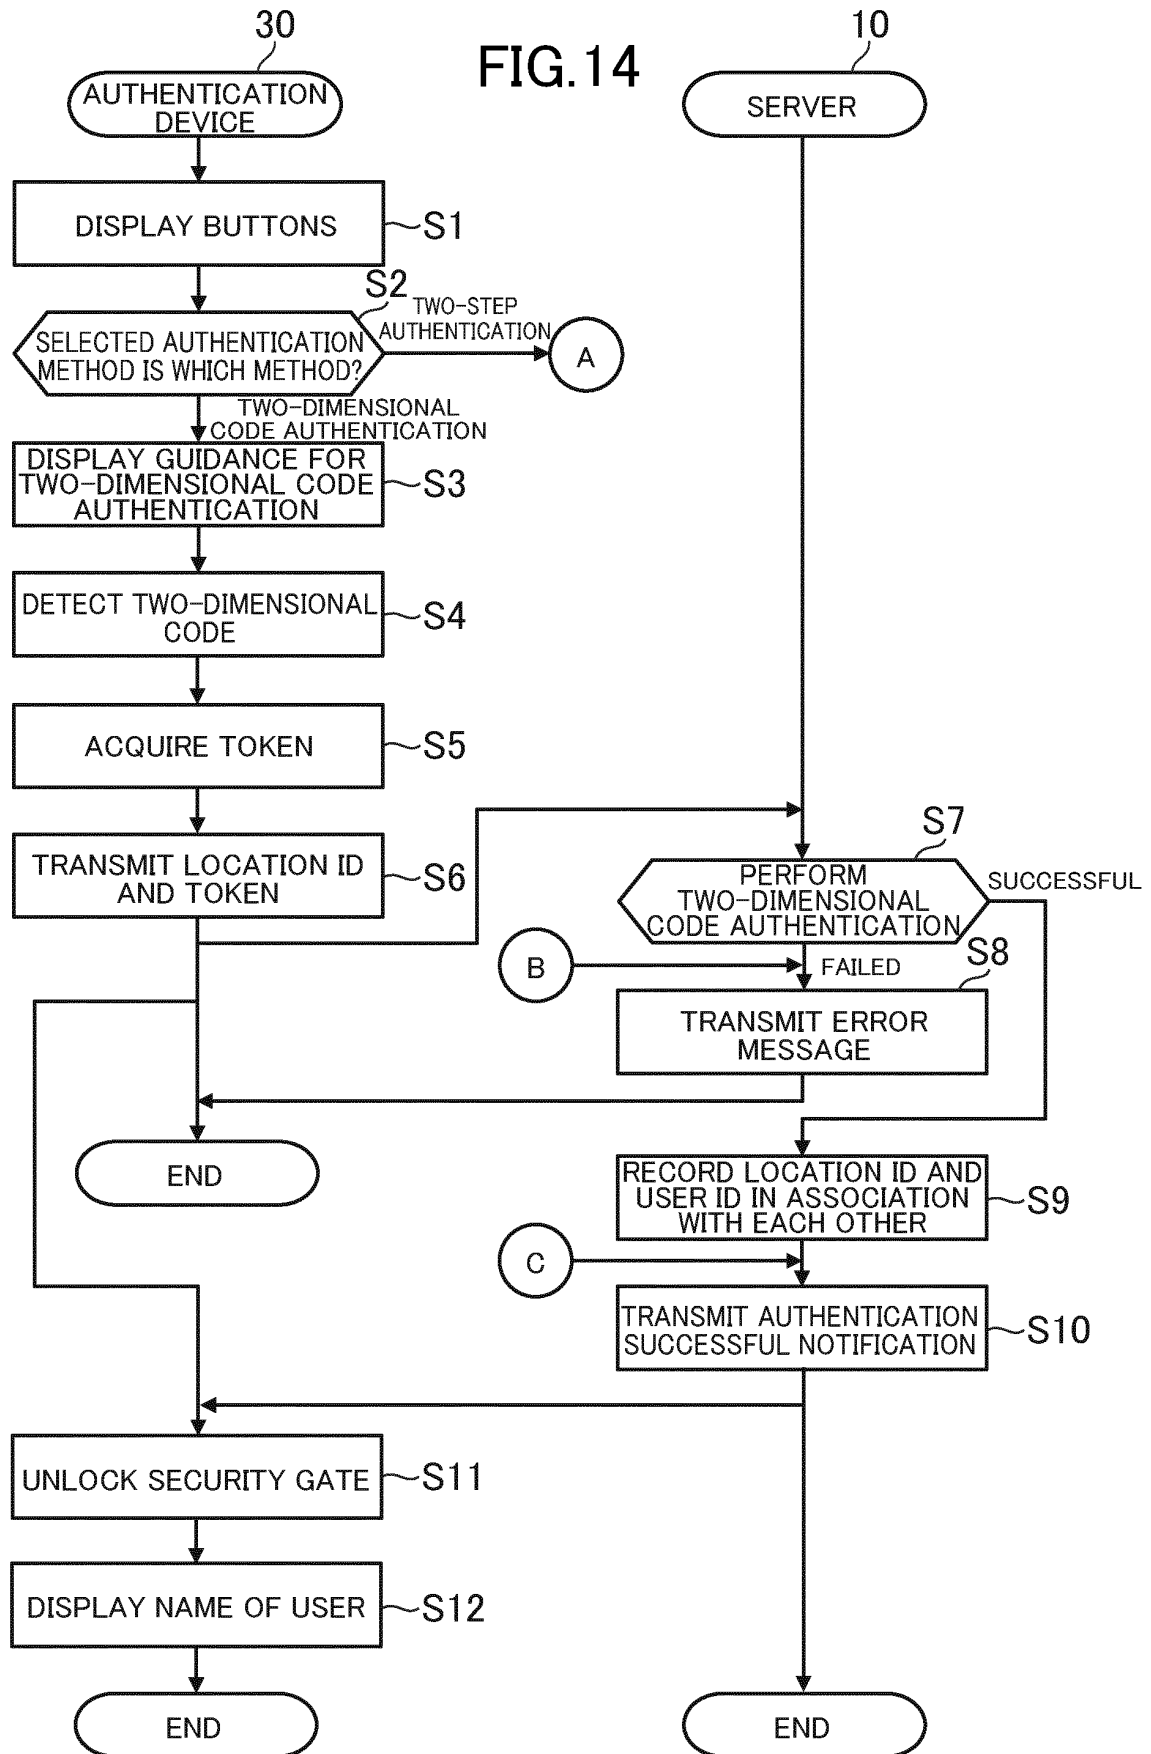 30
10
FIG.14
AUTHENTICATION
DEVICE
SERVER
DISPLAY BUTTONS
S1
S2
TWO-STEP
AUTHENTICATION
SELECTED AUTHENTICATION
METHOD IS WHICH METHOD?
A
TWO-DIMENSIONAL
CODE AUTHENTICATION
DISPLAY GUIDANCE FOR
TWO-DIMENSIONAL CODE
AUTHENTICATION
S3
DETECT TWO-DIMENSIONAL
CODE
S4
ACQUIRE TOKEN
S5
TRANSMIT LOCATION ID
AND TOKEN
S6
S7
PERFORM
TWO-DIMENSIONAL
CODE AUTHENTICATION
SUCCESSFUL
B
FAILED
S8
TRANSMIT ERROR
MESSAGE
END
RECORD LOCATION ID AND
USER ID IN ASSOCIATION
WITH EACH OTHER
S9
C
TRANSMIT AUTHENTICATION
SUCCESSFUL NOTIFICATION
S10
UNLOCK SECURITY GATE
S11
DISPLAY NAME OF USER
S12
END
END